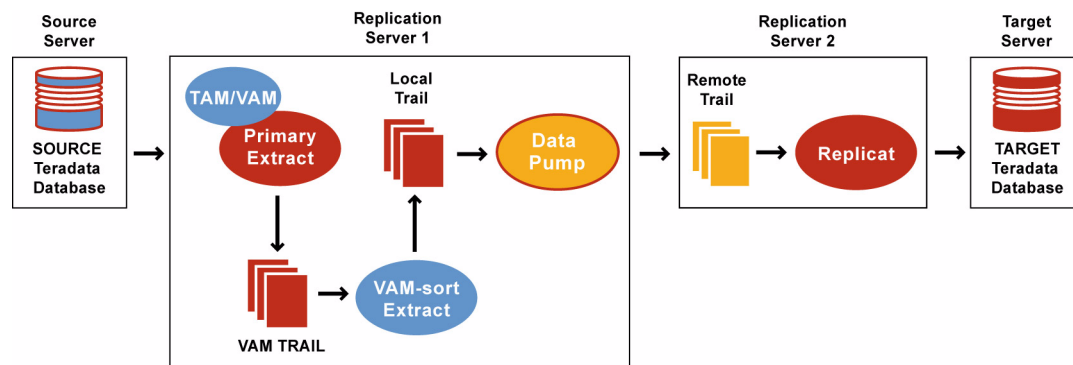 Source
Server
Replication
Server 1
Replication
Server 2
Target
Server
SOURCE
Teradata
Database
TAM/VAM
Primary
Extract
Local
Trail
Data
Pump
VAM TRAIL
VAM-sort
Extract
Remote
Trail
Replicat
TARGET
Teradata
Database